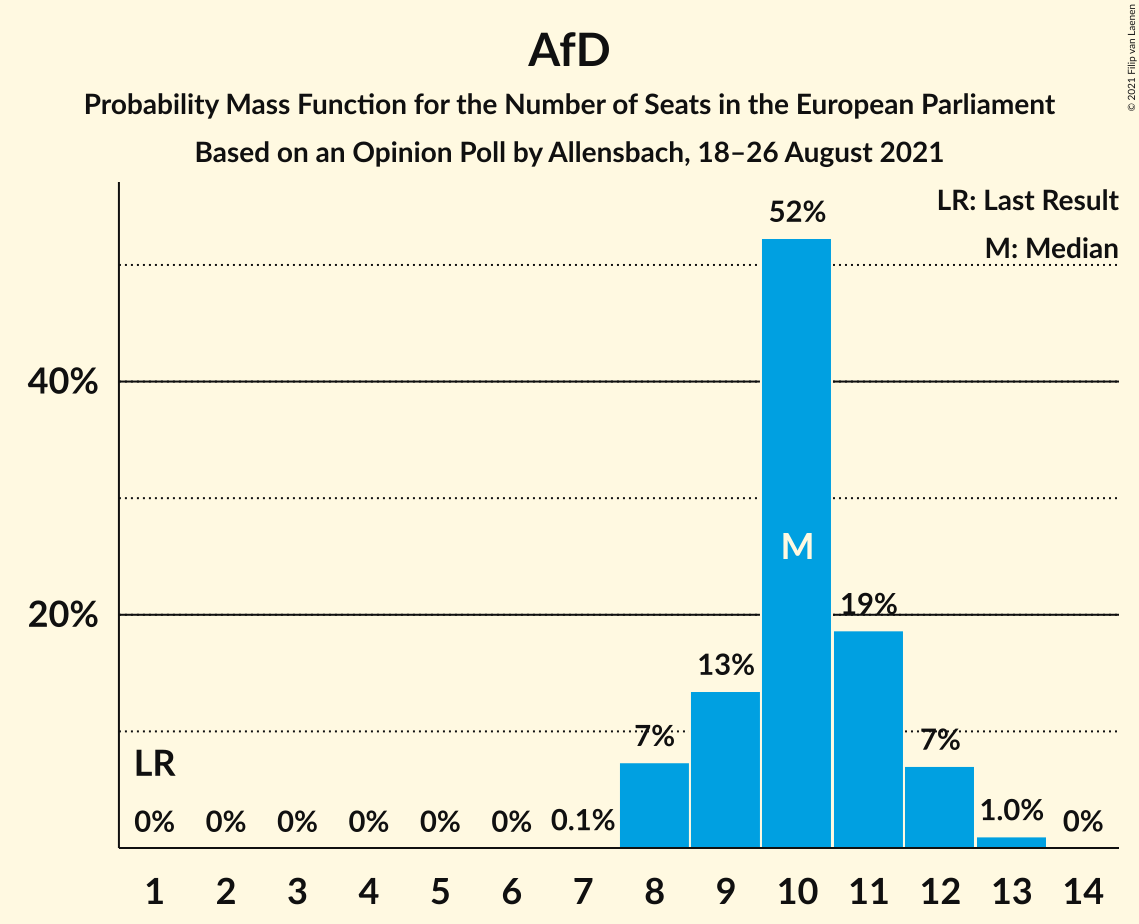 © 2021 Filip van Laenen
AfD
Probability Mass Function for the Number of Seats in the European Parliament
Based on an Opinion Poll by Allensbach, 18–26 August 2021
LR: Last Result
M: Median
52%
40%
M
20%
19%
13%
7%
7%
LR
0% 0% 0% 0% 0% 0% 0.1% 1.0% 0%
1 2 3 4 5 6 7 8 9 10 11 12 13 14